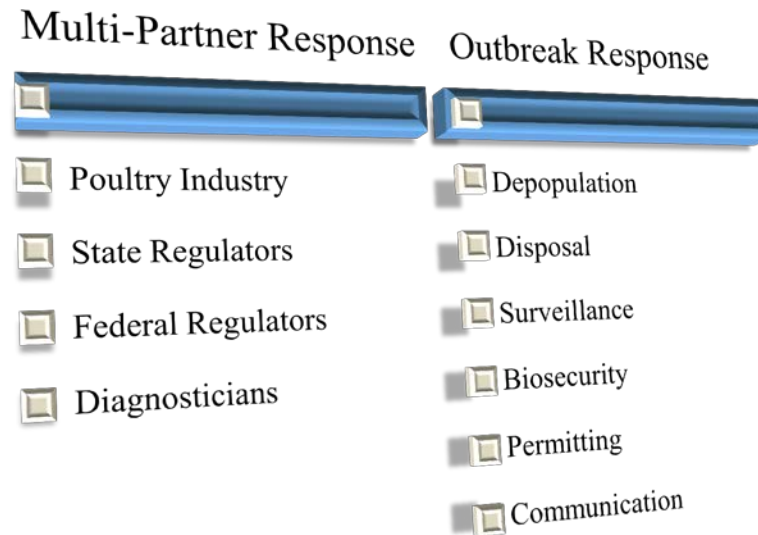 Multi-Partner Response
Poultry Industry
State Regulators
Federal Regulators
Diagnosticians
Outbreak Response
Depopulation
Disposal
Surveillance
Biosecurity
Permitting
Communication